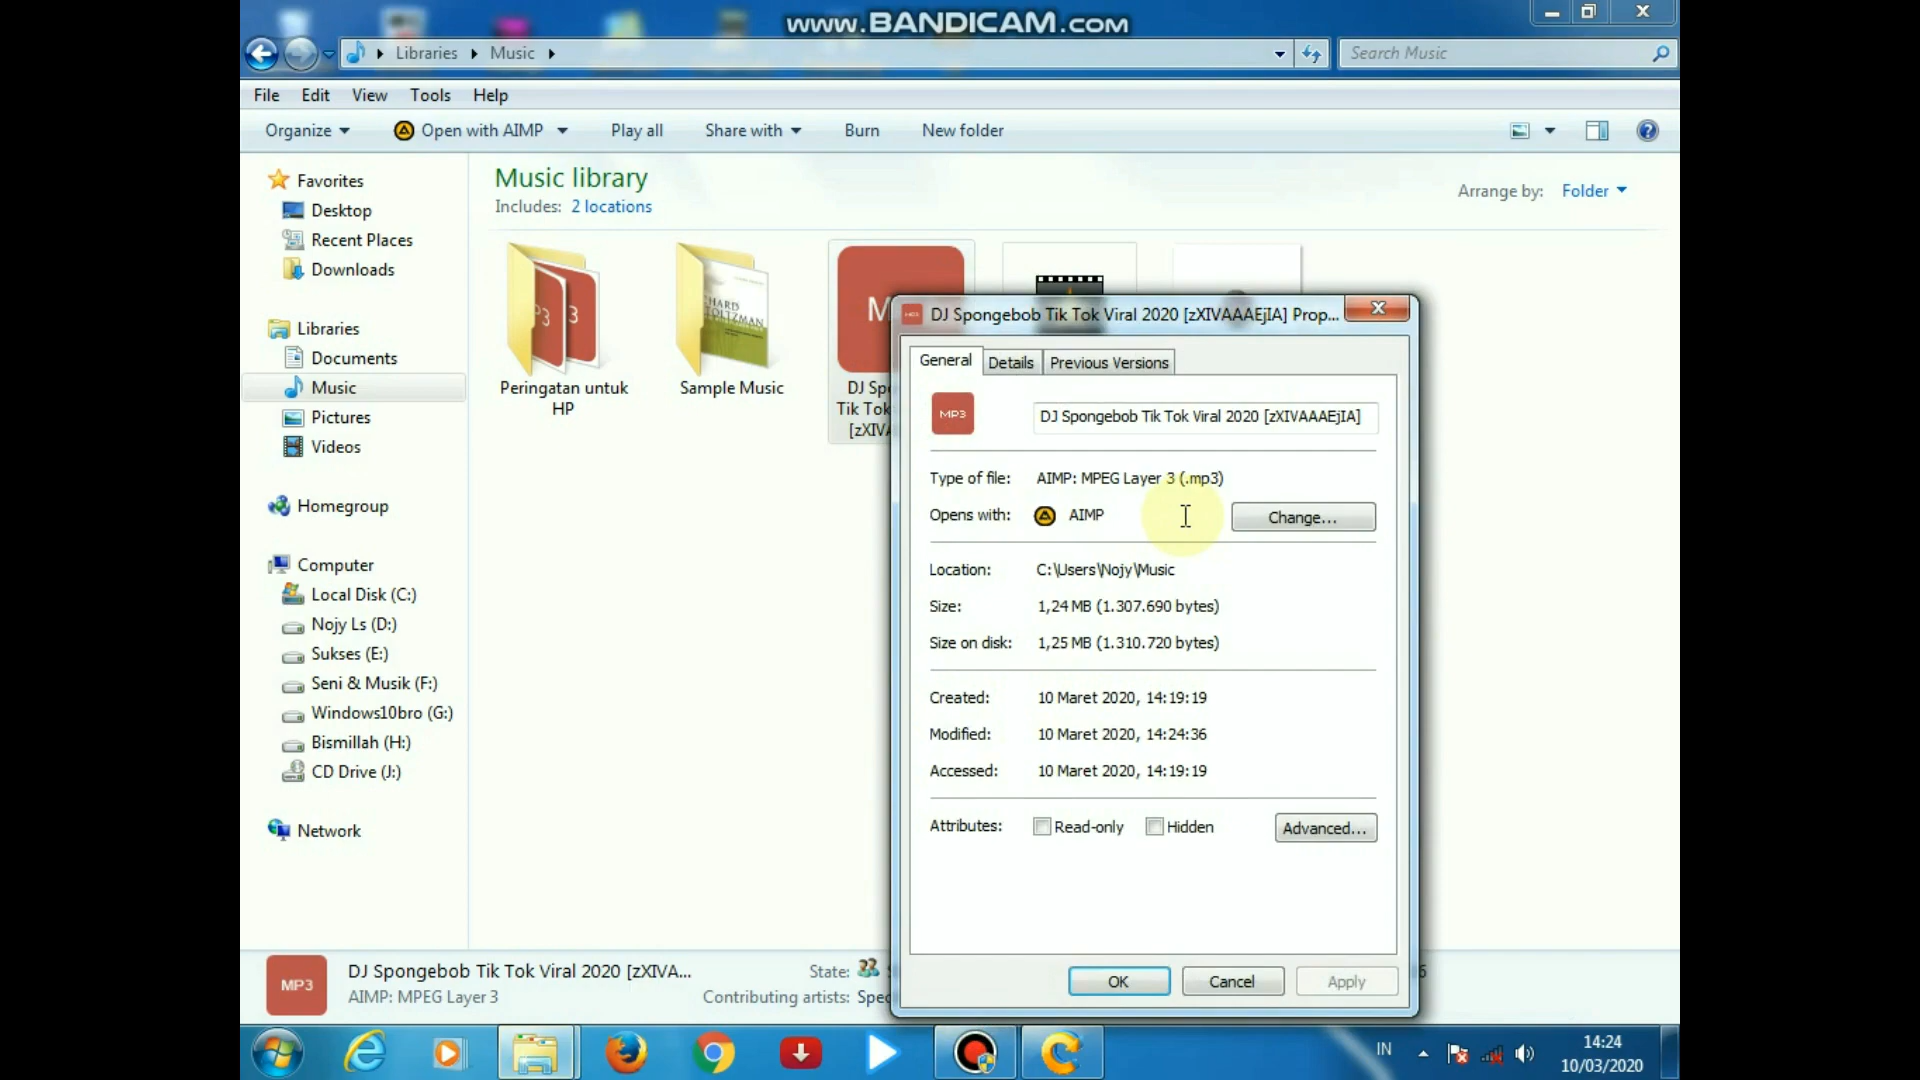 www.BANDICAM.com
Libraries Music
Search Music
File Edit View Tools Help
Organize Open with AIMP Play all Share with Burn New folder
Music library
Includes: 2 locations
Arrange by: Folder
Favorites
Desktop
Recent Places
Downloads
Libraries
Documents
Music
Pictures
Videos
Homegroup
Computer
Local Disk (C:)
Nojy Ls (D:)
Sukses (E:)
Seni & Musik (F:)
Windows10bro (G:)
Bismillah (H:)
CD Drive (J:)
Network
Peringatan untuk
HP
Sample Music
DJ Spongebob Tik Tok Viral 2020 [zXIVAAAEjIA] Prop...
General Details Previous Versions
MP3 DJ Spongebob Tik Tok Viral 2020 [zXIVAAAEjIA]
Type of file: AIMP: MPEG Layer 3 (.mp3)
Opens with: AIMP Change...
Location: C:\Users\Nojy\Music
Size: 1,24 MB (1.307.690 bytes)
Size on disk: 1,25 MB (1.310.720 bytes)
Created: 10 Maret 2020, 14:19:19
Modified: 10 Maret 2020, 14:24:36
Accessed: 10 Maret 2020, 14:19:19
Attributes: Read-only Hidden Advanced...
OK Cancel Apply
MP3
DJ Spongebob Tik Tok Viral 2020 [zXIVA...
AIMP: MPEG Layer 3
State:
Contributing artists:
IN
14:24
10/03/2020